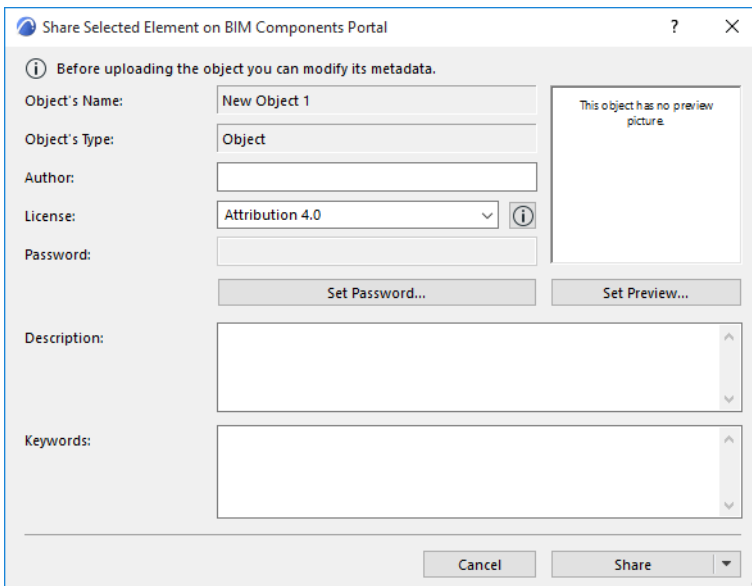 Share Selected Element on BIM Components Portal ?
Before uploading the object you can modify its metadata.
Object's Name: New Object 1
This object has no preview
picture.
Object's Type: Object
Author:
License: Attribution 4.0
Password:
Set Password... Set Preview...
Description:
Keywords:
Cancel Share